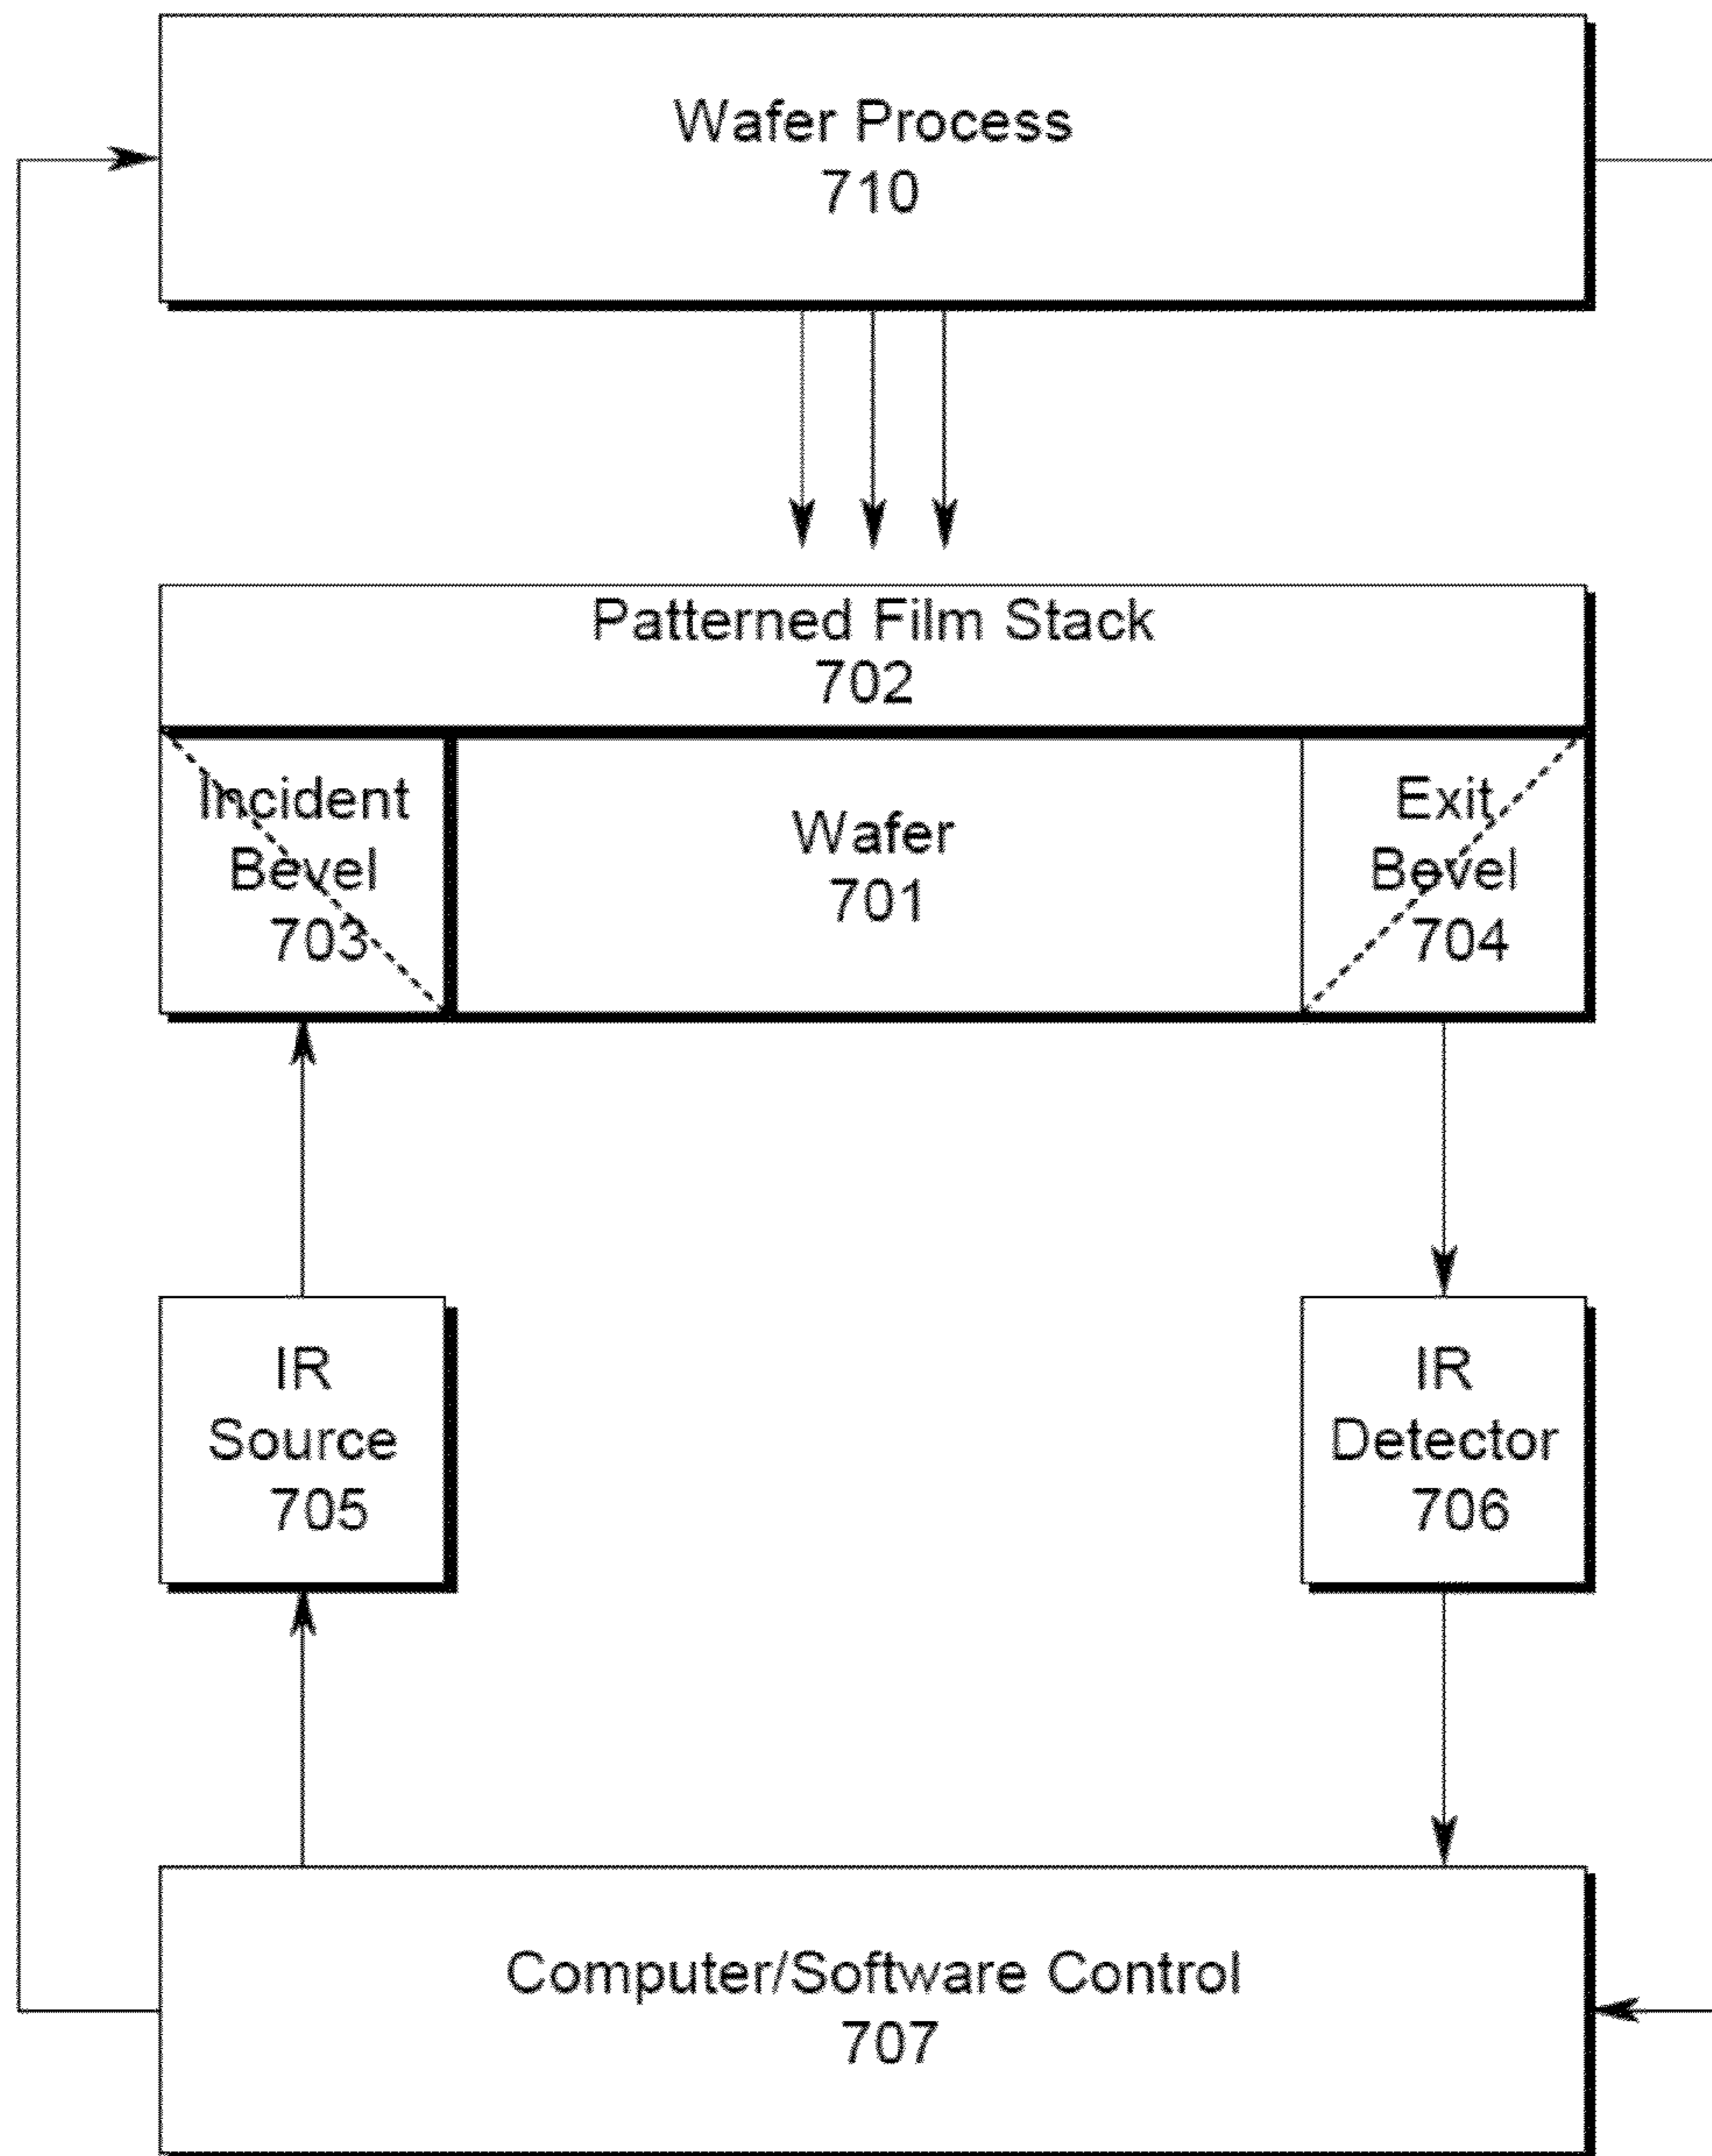 Wafer Process
710
Patterned Film Stack
702
Incident
Bevel
703
Wafer
701
Exit
Bevel
704
IR
Source
705
IR
Detector
706
Computer/Software Control
707